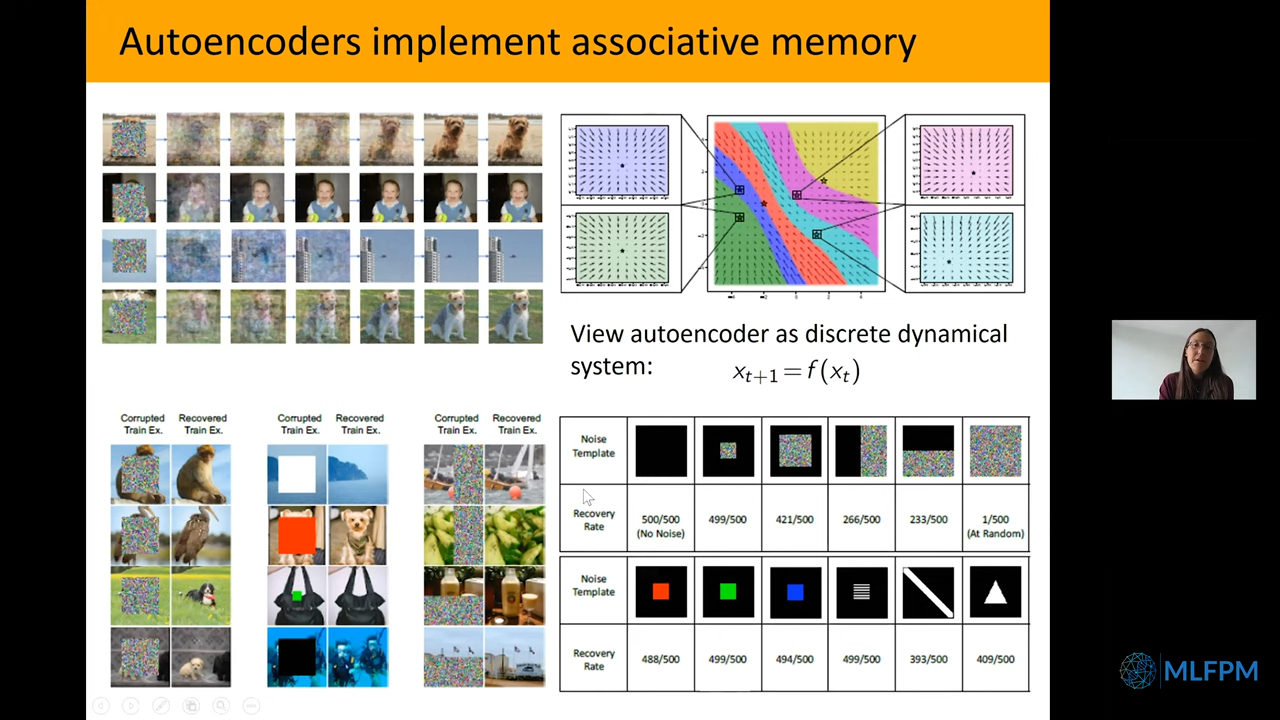 Autoencoders implement associative memory
View autoencoder as discrete dynamical
system: xₜ₊₁ = f(xₜ)
Corrupted Recovered
Train Ex. Train Ex.
Corrupted Recovered
Train Ex. Train Ex.
Corrupted Recovered
Train Ex. Train Ex.
Noise
Template
Recovery
Rate
500/500 499/500 421/500 266/500 233/500 1/500
(No Noise) (At Random)
Noise
Template
Recovery
Rate
488/500 499/500 494/500 499/500 393/500 409/500
MLFPM